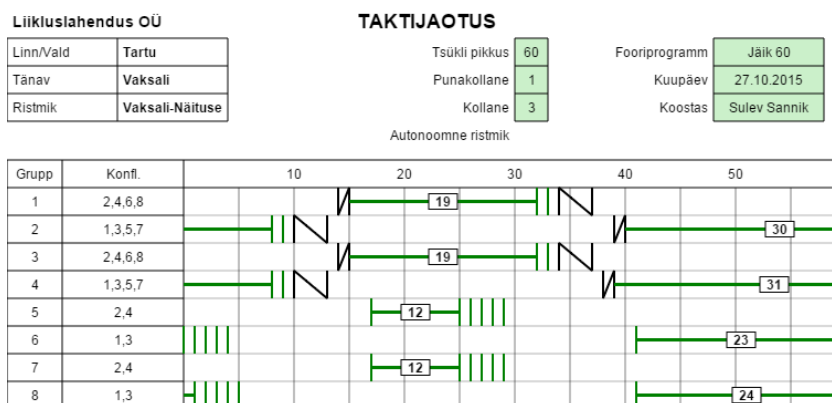 Liikluslahendus OÜ TAKTIJAOTUS
Linn/Vald Tartu Tsükli pikkus 60 Fooriprogramm Jäik 60
Tänav Vaksali Punakollane 1 Kuupäev 27.10.2015
Ristmik Vaksali-Näituse Kollane 3 Koostas Sulev Sannik
Autonoomne ristmik
Grupp Konfl. 10 20 30 40 50
1 2,4,6,8 19
2 1,3,5,7 30
3 2,4,6,8 19
4 1,3,5,7 31
5 2,4 12
6 1,3 23
7 2,4 12
8 1,3 24